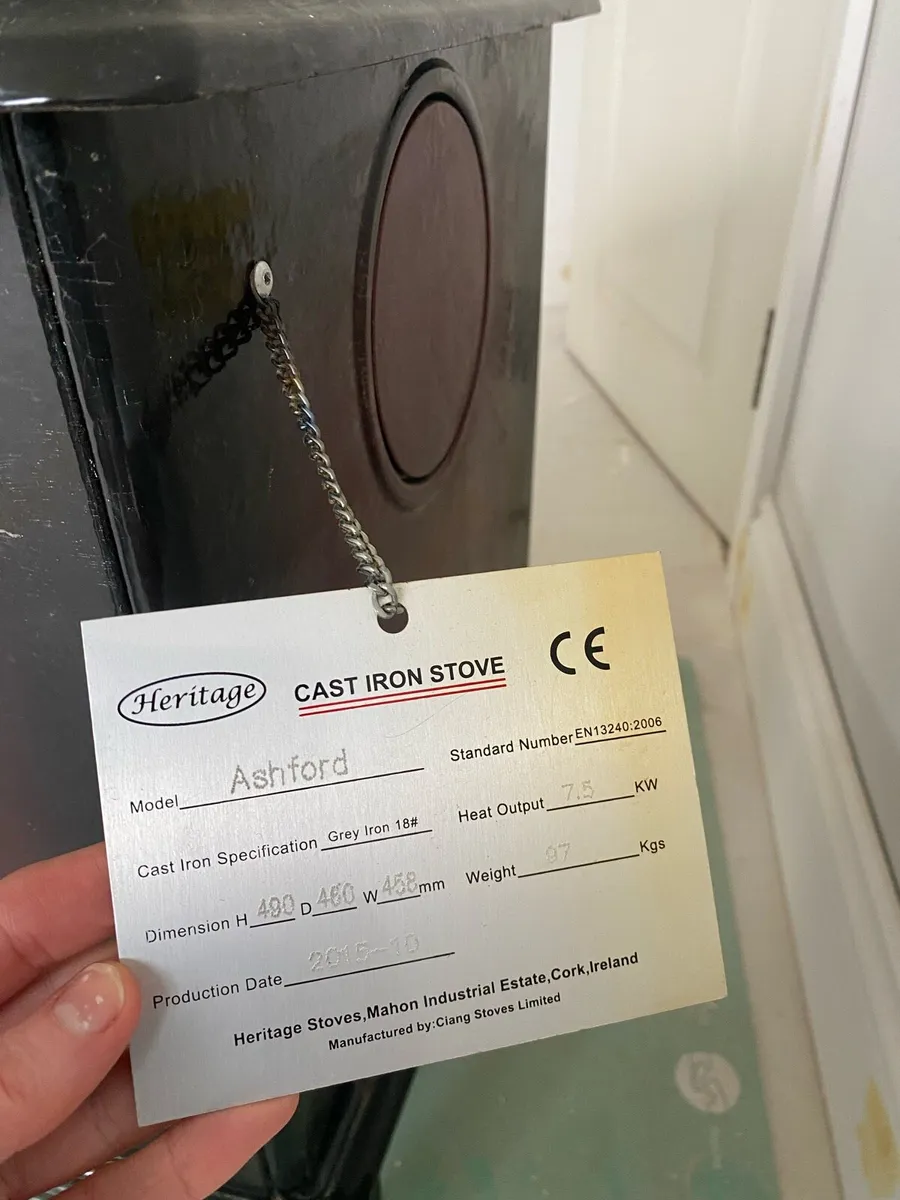 Heritage CAST IRON STOVE CE
Model Ashford Standard Number EN13240:2006
Cast Iron Specification Grey Iron 18# Heat Output 7.5 KW
Dimension H 490 D 460 W 458 mm Weight 97 Kgs
Production Date 2015-10
Heritage Stoves,Mahon Industrial Estate,Cork,Ireland
Manufactured by:Ciang Stoves Limited